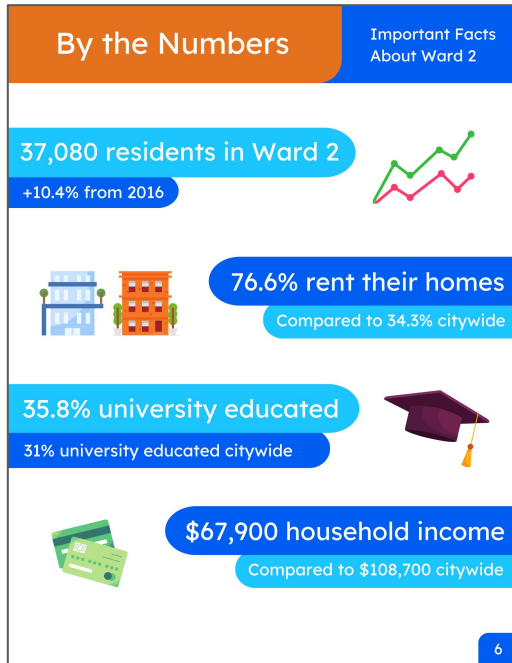 By the Numbers
Important Facts
About Ward 2
37,080 residents in Ward 2
+10.4% from 2016
76.6% rent their homes
Compared to 34.3% citywide
35.8% university educated
31% university educated citywide
$67,900 household income
Compared to $108,700 citywide
6